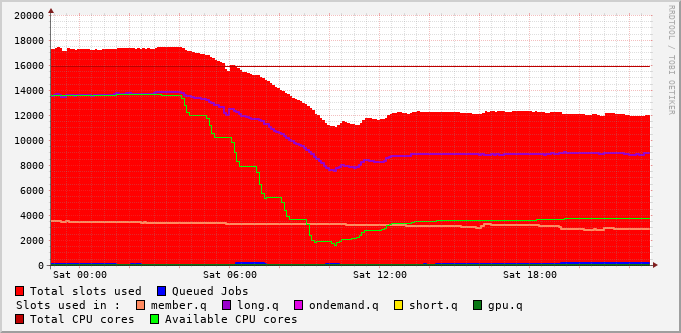 20000
18000
16000
14000
12000
10000
8000
6000
4000
2000
0
Sat 00:00 Sat 06:00 Sat 12:00 Sat 18:00
RRDTOOL / TOBI OETIKER
Total slots used Queued Jobs
Slots used in : member.q long.q ondemand.q short.q gpu.q
Total CPU cores Available CPU cores